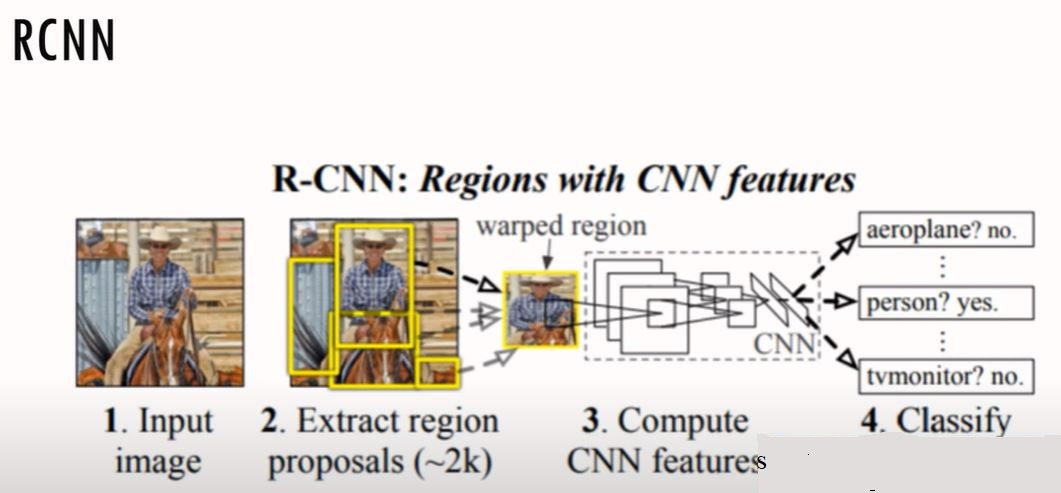 RCNN
R-CNN: Regions with CNN features
warped region
aeroplane? no.
person? yes.
CNN
tvmonitor? no.
1. Input
image
2. Extract region
proposals (~2k)
3. Compute
CNN features
4. Classify